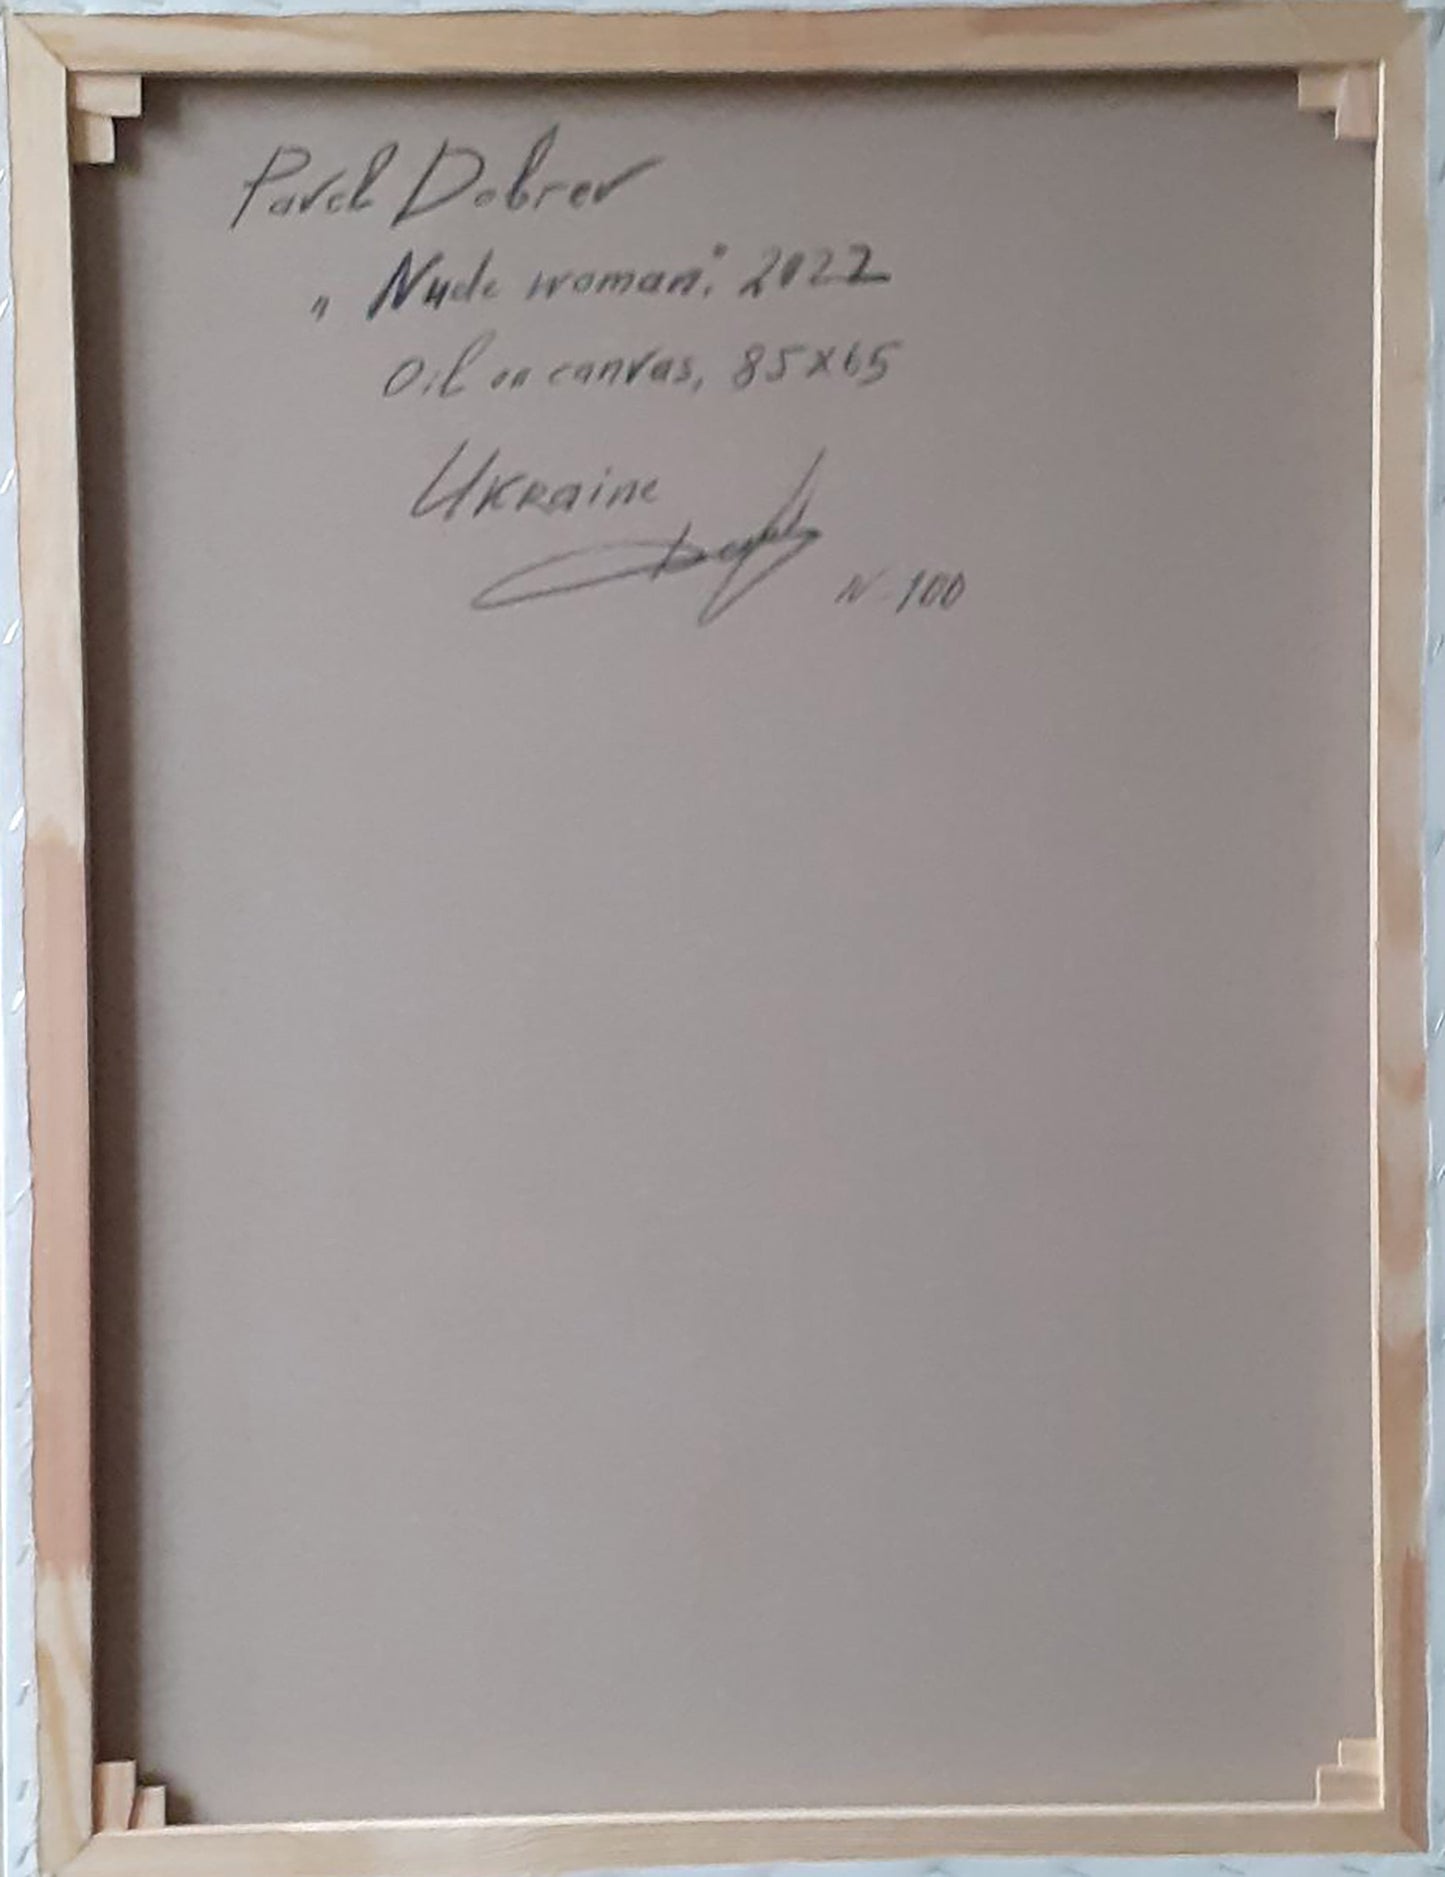 Pavel Dobrev
„Nude woman", 2022
Oil on canvas, 85x65
Ukraine
N-100